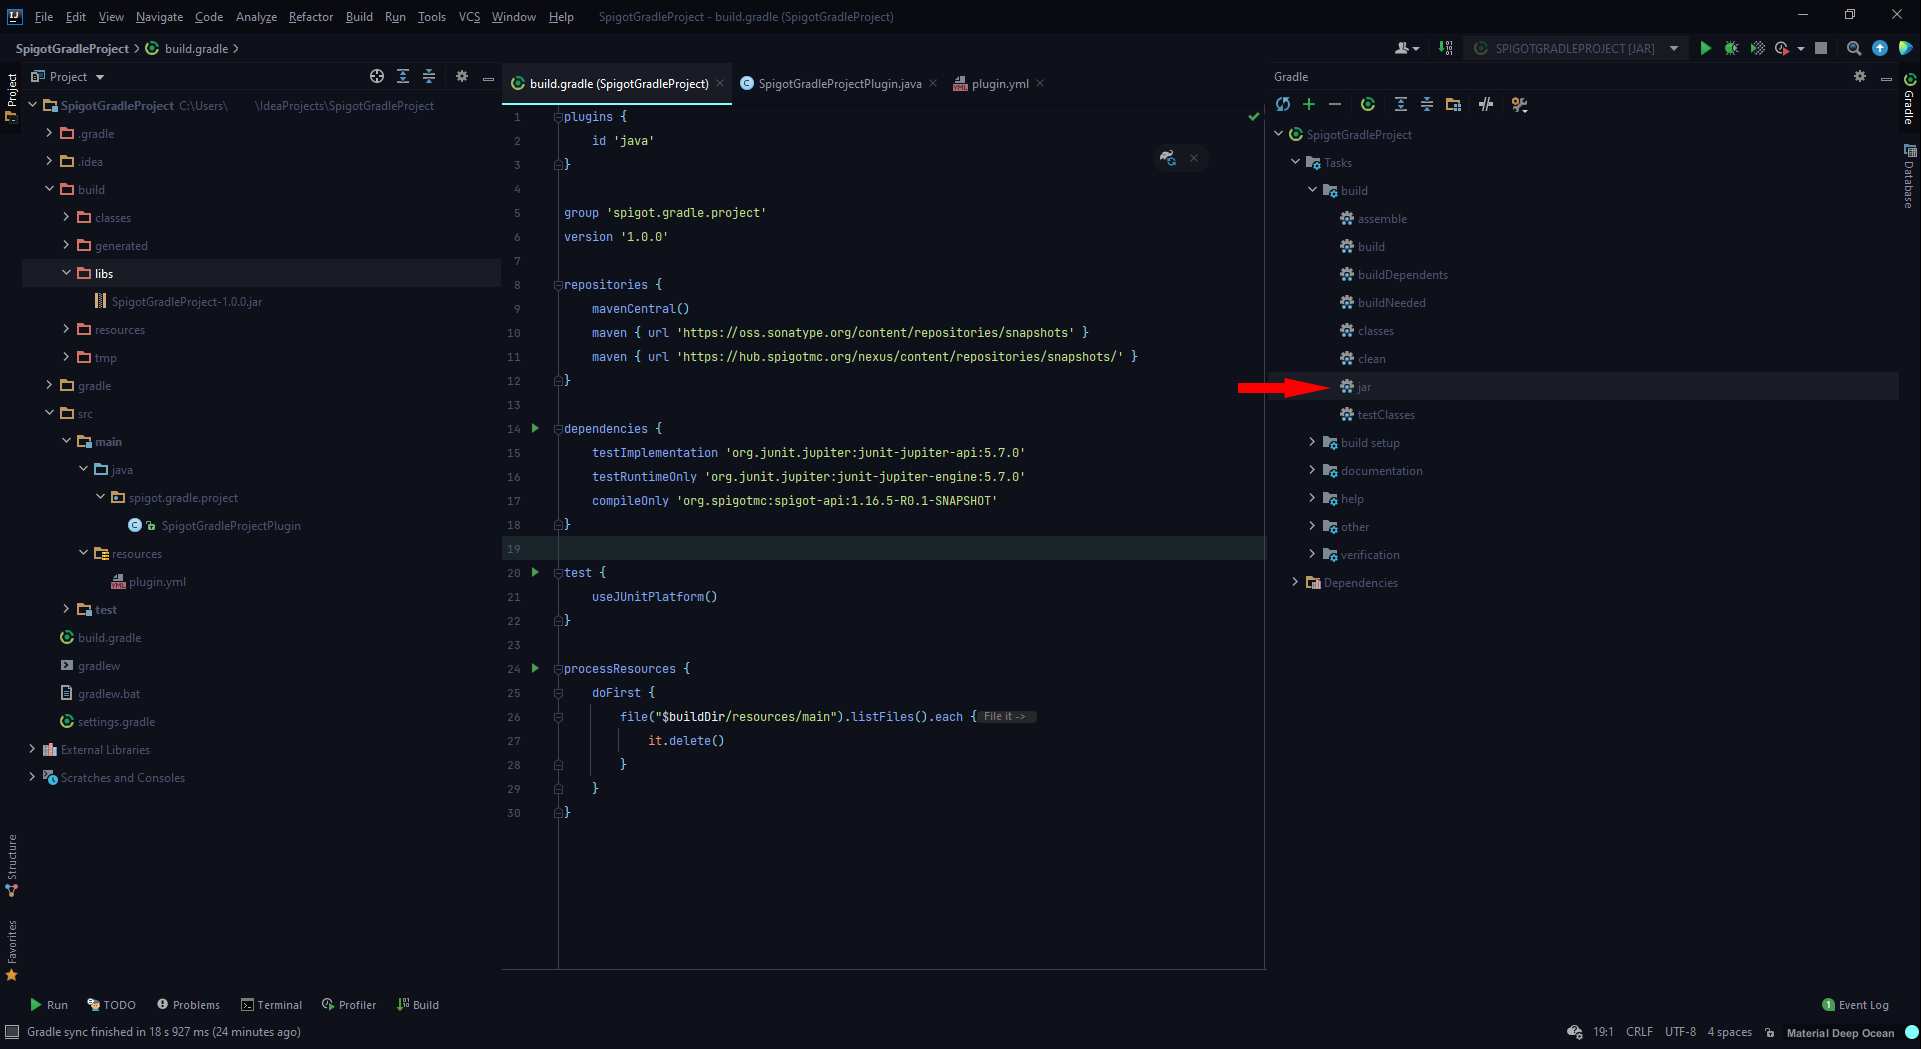 File Edit View Navigate Code Analyze Refactor Build Run Tools VCS Window Help SpigotGradleProject - build.gradle (SpigotGradleProject)
SpigotGradleProject build.gradle
SPIGOTGRADLEPROJECT [JAR]
Project
Project
SpigotGradleProject C:\Users\ \IdeaProjects\SpigotGradleProject
.gradle
.idea
build
classes
generated
libs
SpigotGradleProject-1.0.0.jar
resources
tmp
gradle
src
main
java
spigot.gradle.project
SpigotGradleProjectPlugin
resources
plugin.yml
test
build.gradle
gradlew
gradlew.bat
settings.gradle
External Libraries
Scratches and Consoles
Structure
Favorites
build.gradle (SpigotGradleProject) SpigotGradleProjectPlugin.java plugin.yml
1 plugins {
2 id 'java'
3 }
4
5 group 'spigot.gradle.project'
6 version '1.0.0'
7
8 repositories {
9 mavenCentral()
10 maven { url 'https://oss.sonatype.org/content/repositories/snapshots' }
11 maven { url 'https://hub.spigotmc.org/nexus/content/repositories/snapshots/' }
12 }
13
14 dependencies {
15 testImplementation 'org.junit.jupiter:junit-jupiter-api:5.7.0'
16 testRuntimeOnly 'org.junit.jupiter:junit-jupiter-engine:5.7.0'
17 compileOnly 'org.spigotmc:spigot-api:1.16.5-R0.1-SNAPSHOT'
18 }
19
20 test {
21 useJUnitPlatform()
22 }
23
24 processResources {
25 doFirst {
26 file("$buildDir/resources/main").listFiles().each { File it ->
27 it.delete()
28 }
29 }
30 }
Gradle
SpigotGradleProject
Tasks
build
assemble
build
buildDependents
buildNeeded
classes
clean
jar
testClasses
build setup
documentation
help
other
verification
Dependencies
Gradle
Database
Run TODO Problems Terminal Profiler Build 1 Event Log
Gradle sync finished in 18 s 927 ms (24 minutes ago) 19:1 CRLF UTF-8 4 spaces Material Deep Ocean